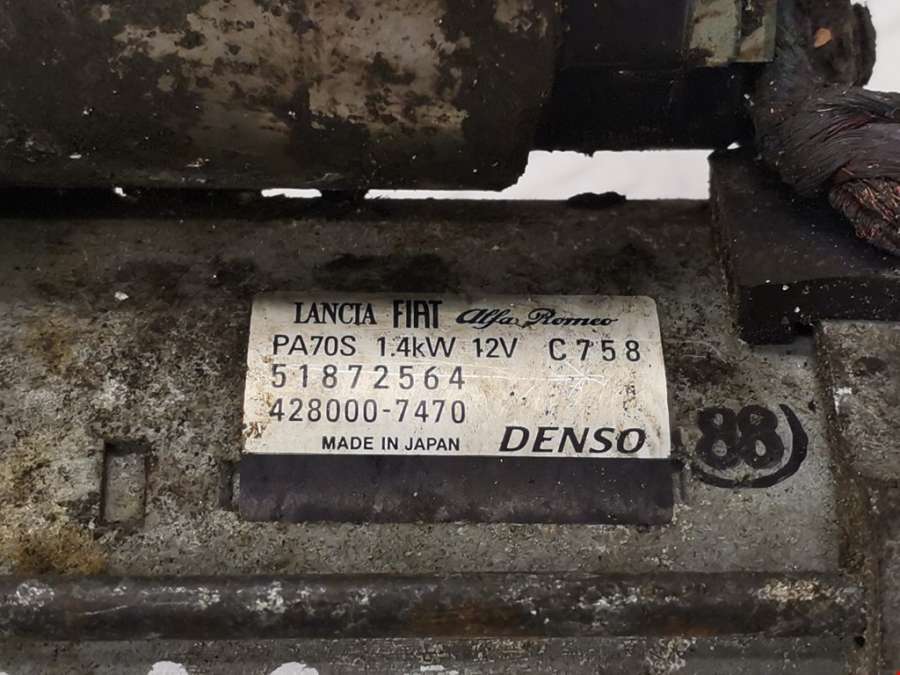 LANCIA FIAT Alfa Romeo
PA70S 1.4kW 12V C758
51872564
428000-7470
MADE IN JAPAN DENSO
88